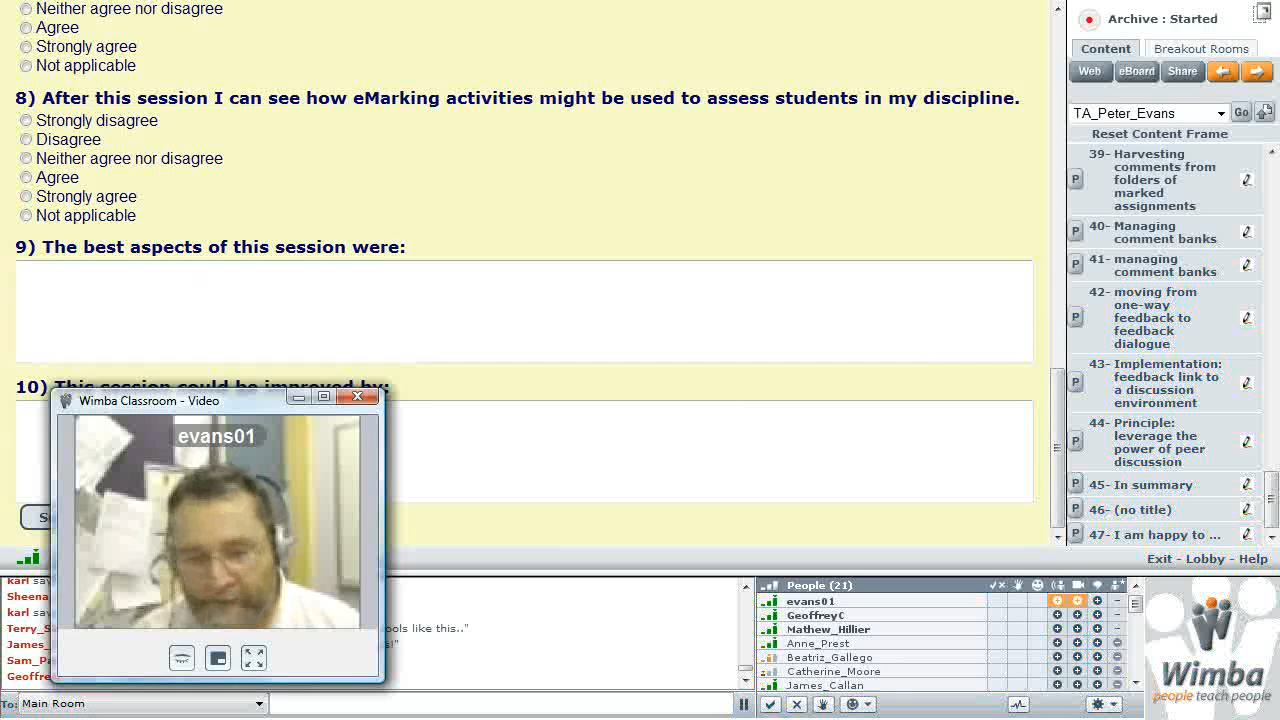 Neither agree nor disagree
Agree
Strongly agree
Not applicable
8) After this session I can see how eMarking activities might be used to assess students in my discipline.
Strongly disagree
Disagree
Neither agree nor disagree
Agree
Strongly agree
Not applicable
9) The best aspects of this session were:
10) This session could be improved by:
Wimba Classroom - Video
evans01
S
karl sa
Sheena
karl sa
Terry_S
ools like this.."
James_
s!"
Sam_Pa
Geoffre
To: Main Room
Archive : Started
Content
Breakout Rooms
Web
eBoard
Share
TA_Peter_Evans
Go
Reset Content Frame
39- Harvesting
comments from
folders of
marked
assignments
40- Managing
comment banks
41- managing
comment banks
42- moving from
one-way
feedback to
feedback
dialogue
43- Implementation:
feedback link to
a discussion
environment
44- Principle:
leverage the
power of peer
discussion
45- In summary
46- (no title)
47- I am happy to ...
P
P
P
P
P
P
P
P
P
Exit - Lobby - Help
People (21)
evans01
GeoffreyC
Mathew_Hillier
Anne_Prest
Beatriz_Gallego
Catherine_Moore
James_Callan
Wimba
people teach people